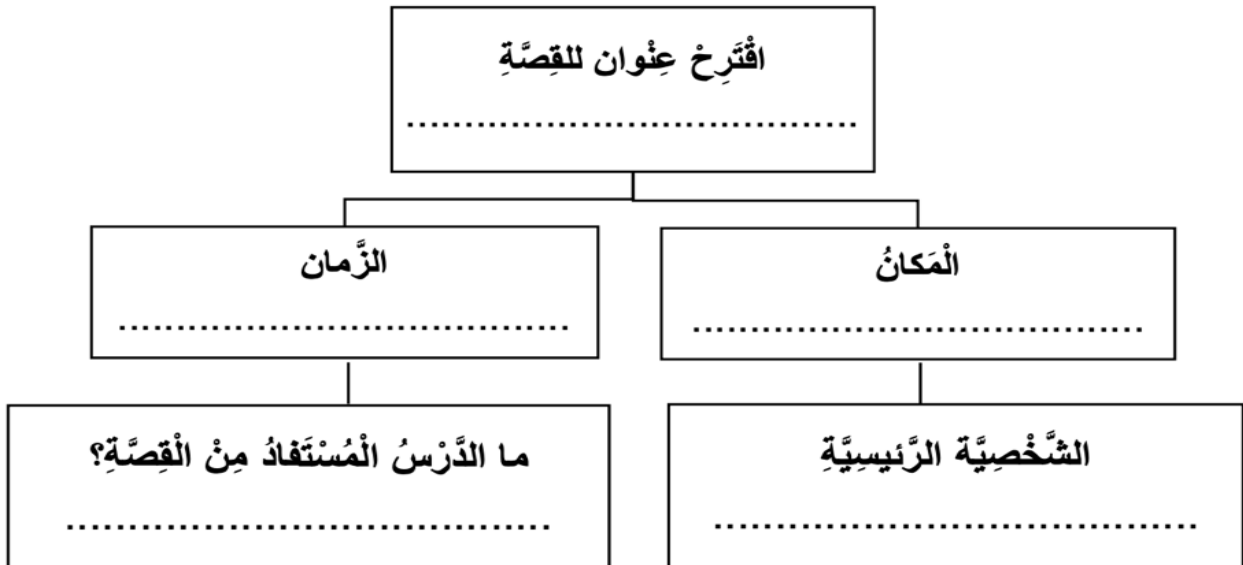 اقْتَرِحْ عِنْوان للقِصَّةِ
.......................................
الْمَكانُ
.......................................
الزَّمان
.......................................
الشَّخْصِيَّة الرَّئيسِيَّةِ
.......................................
ما الدَّرْسُ الْمُسْتَفادُ مِنْ الْقِصَّةِ؟
.......................................